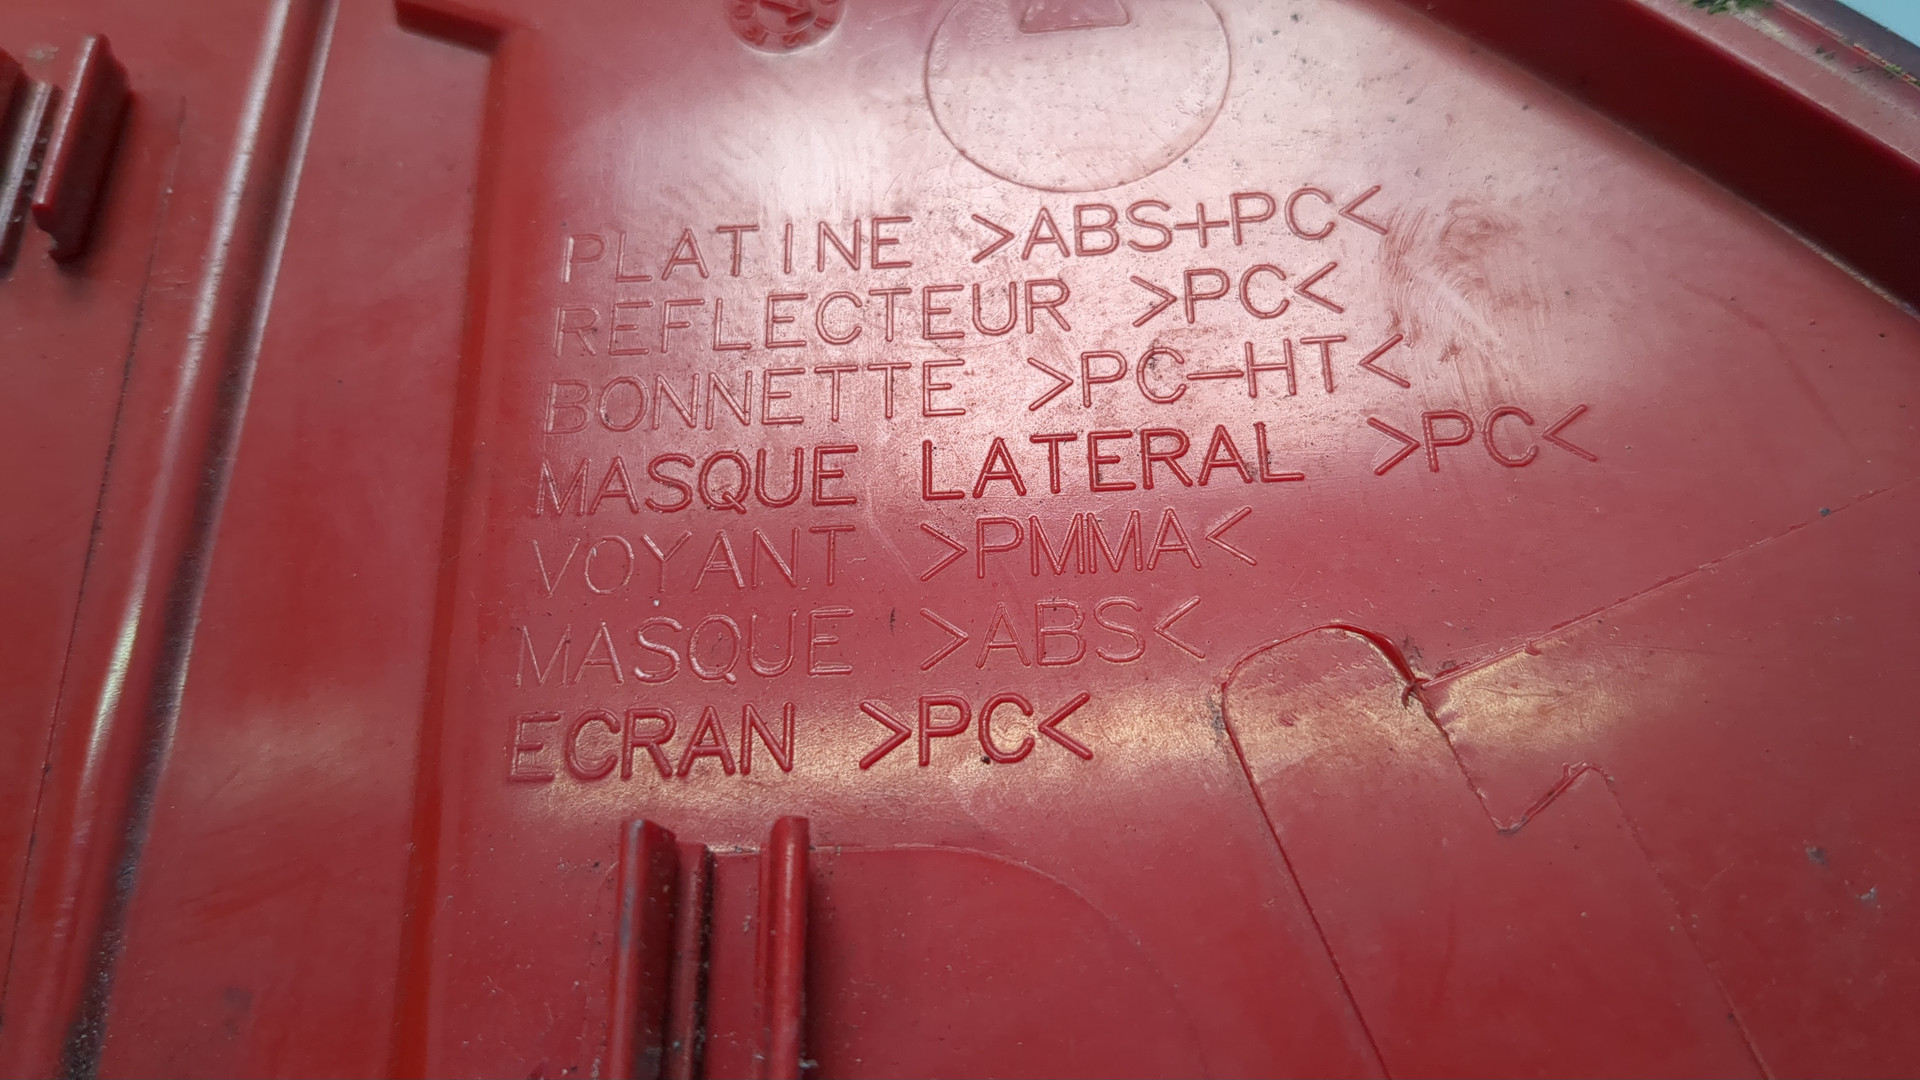 PLATINE >ABS+PC<
REFLECTEUR >PC<
BONNETTE >PC-HT<
MASQUE LATERAL >PC<
VOYANT >PMMA<
MASQUE >ABS<
ECRAN >PC<